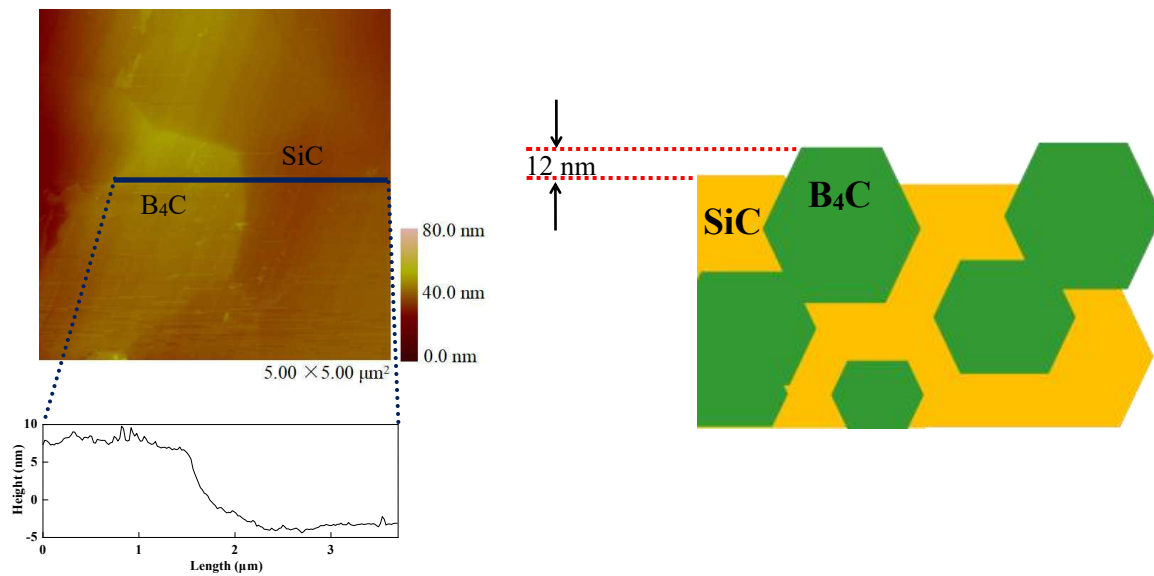 SiC
B₄C
80.0 nm
40.0 nm
0.0 nm
5.00 ×5.00 μm²
Height (nm)
10
5
0
-5
0
1
2
3
Length (μm)
12 nm
SiC
B₄C